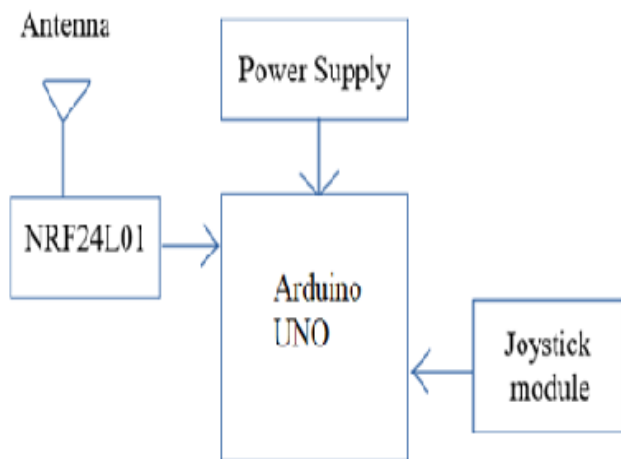 Antenna
Power Supply
NRF24L01
Arduino
UNO
Joystick
module